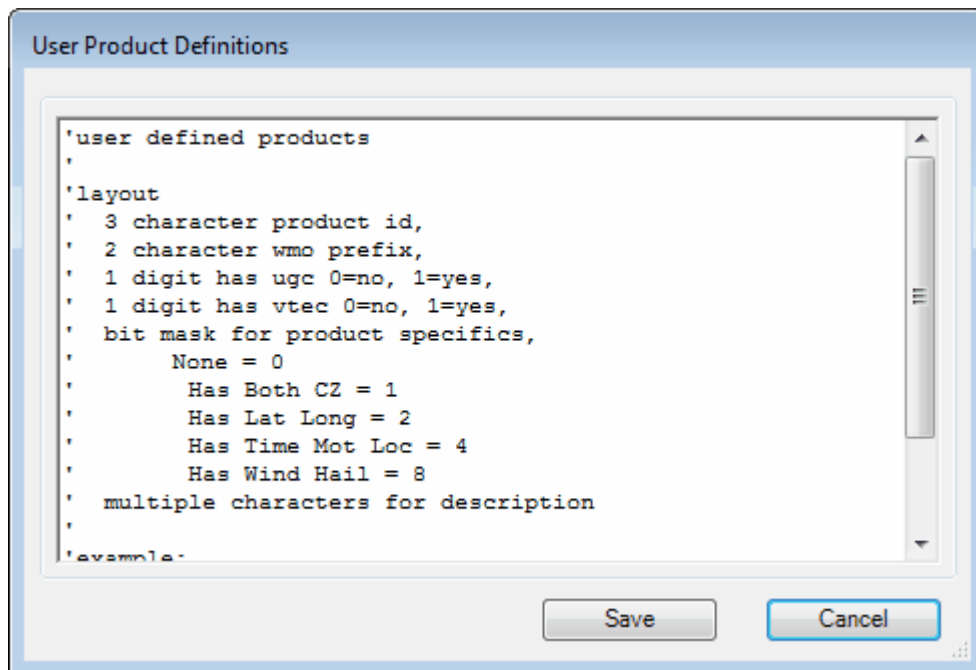 User Product Definitions
'user defined products
'
'layout
'  3 character product id,
'  2 character wmo prefix,
'  1 digit has ugc 0=no, 1=yes,
'  1 digit has vtec 0=no, 1=yes,
'  bit mask for product specifics,
'       None = 0
'        Has Both CZ = 1
'        Has Lat Long = 2
'        Has Time Mot Loc = 4
'        Has Wind Hail = 8
'  multiple characters for description
'
'example:
Save
Cancel